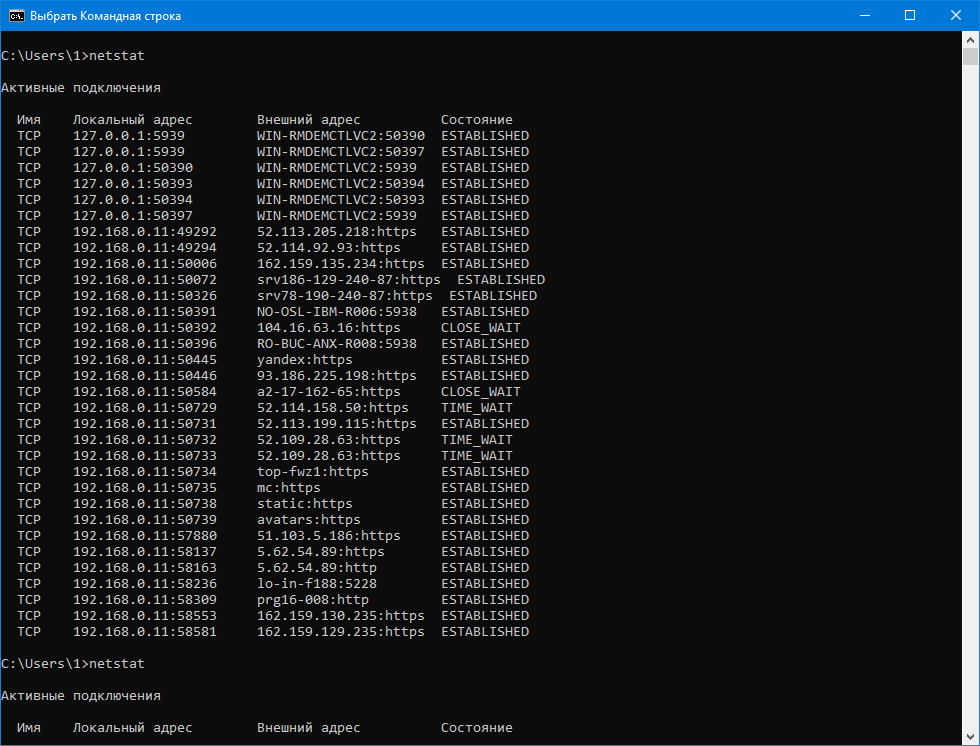 Выбрать Командная строка
C:\Users\1>netstat
Активные подключения
Имя Локальный адрес Внешний адрес Состояние
TCP 127.0.0.1:5939 WIN-RMDEMCTLVC2:50390 ESTABLISHED
TCP 127.0.0.1:5939 WIN-RMDEMCTLVC2:50397 ESTABLISHED
TCP 127.0.0.1:50390 WIN-RMDEMCTLVC2:5939 ESTABLISHED
TCP 127.0.0.1:50393 WIN-RMDEMCTLVC2:50394 ESTABLISHED
TCP 127.0.0.1:50394 WIN-RMDEMCTLVC2:50393 ESTABLISHED
TCP 127.0.0.1:50397 WIN-RMDEMCTLVC2:5939 ESTABLISHED
TCP 192.168.0.11:49292 52.113.205.218:https ESTABLISHED
TCP 192.168.0.11:49294 52.114.92.93:https ESTABLISHED
TCP 192.168.0.11:50006 162.159.135.234:https ESTABLISHED
TCP 192.168.0.11:50072 srv186-129-240-87:https ESTABLISHED
TCP 192.168.0.11:50326 srv78-190-240-87:https ESTABLISHED
TCP 192.168.0.11:50391 NO-OSL-IBM-R006:5938 ESTABLISHED
TCP 192.168.0.11:50392 104.16.63.16:https CLOSE_WAIT
TCP 192.168.0.11:50396 RO-BUC-ANX-R008:5938 ESTABLISHED
TCP 192.168.0.11:50445 yandex:https ESTABLISHED
TCP 192.168.0.11:50446 93.186.225.198:https ESTABLISHED
TCP 192.168.0.11:50584 a2-17-162-65:https CLOSE_WAIT
TCP 192.168.0.11:50729 52.114.158.50:https TIME_WAIT
TCP 192.168.0.11:50731 52.113.199.115:https ESTABLISHED
TCP 192.168.0.11:50732 52.109.28.63:https TIME_WAIT
TCP 192.168.0.11:50733 52.109.28.63:https TIME_WAIT
TCP 192.168.0.11:50734 top-fwz1:https ESTABLISHED
TCP 192.168.0.11:50735 mc:https ESTABLISHED
TCP 192.168.0.11:50738 static:https ESTABLISHED
TCP 192.168.0.11:50739 avatars:https ESTABLISHED
TCP 192.168.0.11:57880 51.103.5.186:https ESTABLISHED
TCP 192.168.0.11:58137 5.62.54.89:https ESTABLISHED
TCP 192.168.0.11:58163 5.62.54.89:http ESTABLISHED
TCP 192.168.0.11:58236 lo-in-f188:5228 ESTABLISHED
TCP 192.168.0.11:58309 prg16-008:http ESTABLISHED
TCP 192.168.0.11:58553 162.159.130.235:https ESTABLISHED
TCP 192.168.0.11:58581 162.159.129.235:https ESTABLISHED
C:\Users\1>netstat
Активные подключения
Имя Локальный адрес Внешний адрес Состояние